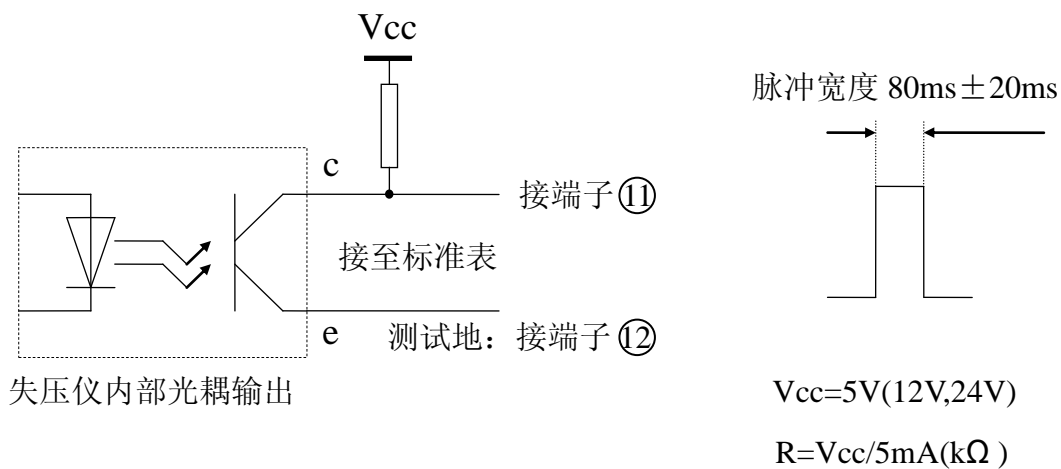 Vcc
脉冲宽度 80ms±20ms
c
接端子⑪
接至标准表
e
测试地：接端子⑫
失压仪内部光耦输出
Vcc=5V(12V,24V)
R=Vcc/5mA(kΩ )